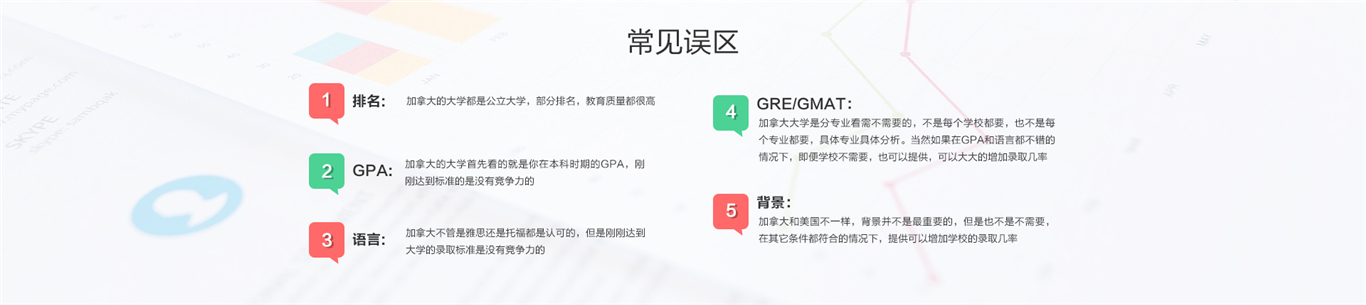 常见误区
1 排名： 加拿大的大学都是公立大学，部分排名，教育质量都很高
2 GPA： 加拿大的大学首先看的就是你在本科时期的GPA，刚
刚达到标准的是没有竞争力的
3 语言： 加拿大不管是雅思还是托福都是认可的，但是刚刚达到
大学的录取标准是没有竞争力的
4 GRE/GMAT：
加拿大大学是分专业看需不需要的，不是每个学校都要，也不是每
个专业都要，具体专业具体分析。当然如果在GPA和语言都不错的
情况下，即便学校不需要，也可以提供，可以大大的增加录取几率
5 背景：
加拿大和美国不一样，背景并不是最重要的，但是也不是不需要，
在其它条件都符合的情况下，提供可以增加学校的录取几率
SKYPE
20
40
60
80
JAN
MAY